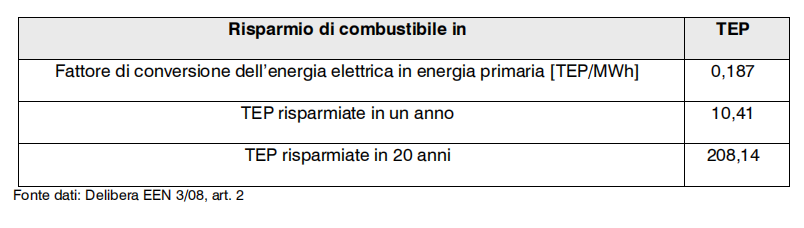 Risparmio di combustibile in TEP
Fattore di conversione dell'energia elettrica in energia primaria [TEP/MWh] 0,187
TEP risparmiate in un anno 10,41
TEP risparmiate in 20 anni 208,14
Fonte dati: Delibera EEN 3/08, art. 2